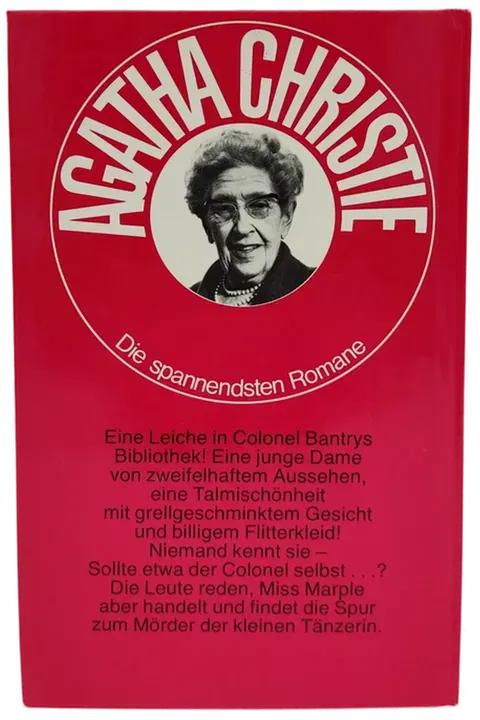 AGATHA CHRISTIE
Die spannendsten Romane
Eine Leiche in Colonel Bantrys
Bibliothek! Eine junge Dame
von zweifelhaftem Aussehen,
eine Talmischönheit
mit grellgeschminktem Gesicht
und billigem Flitterkleid!
Niemand kennt sie –
Sollte etwa der Colonel selbst . . .?
Die Leute reden, Miss Marple
aber handelt und findet die Spur
zum Mörder der kleinen Tänzerin.